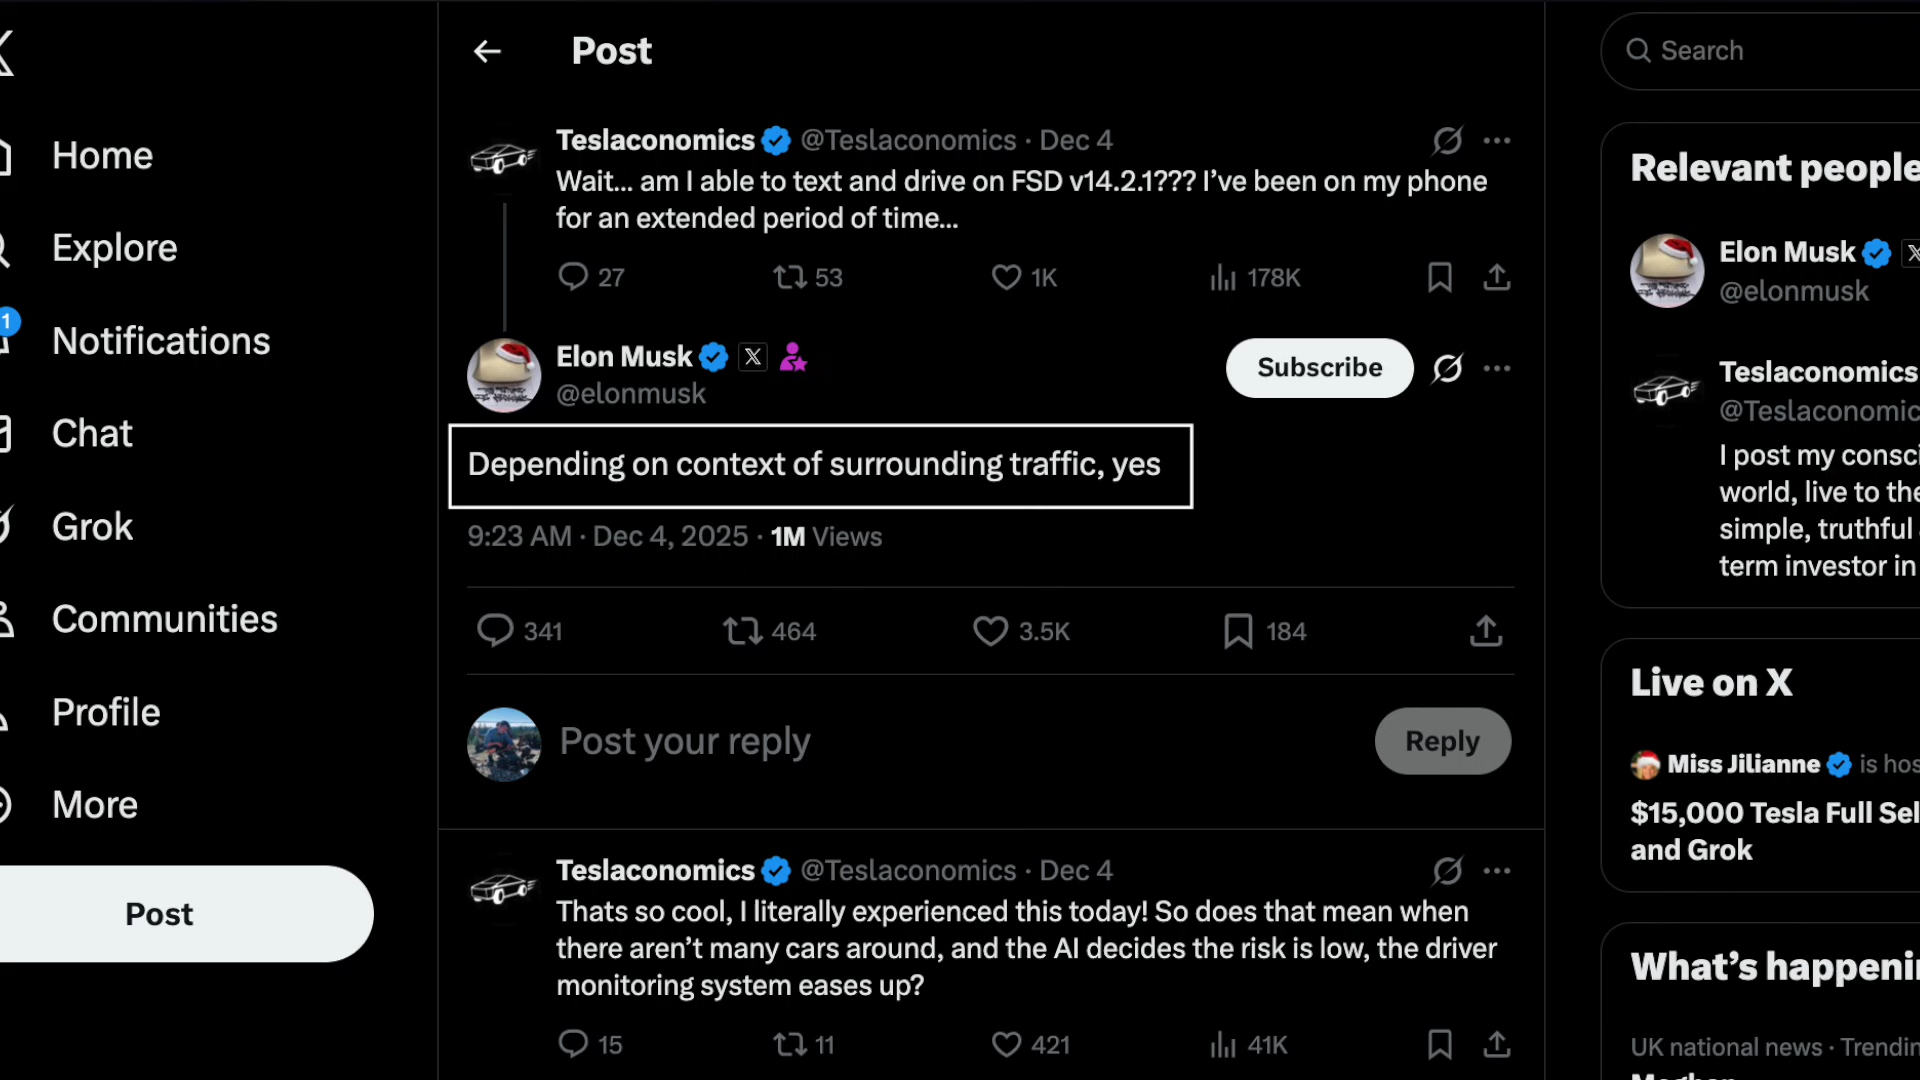 Post
Search
Home
Explore
1
Notifications
Chat
Grok
Communities
Profile
More
Post
Teslaconomics @Teslaconomics · Dec 4
Wait... am I able to text and drive on FSD v14.2.1??? I've been on my phone
for an extended period of time...
27 53 1K 178K
Elon Musk
@elonmusk
Subscribe
Depending on context of surrounding traffic, yes
9:23 AM · Dec 4, 2025 · 1M Views
341 464 3.5K 184
Post your reply
Reply
Teslaconomics @Teslaconomics · Dec 4
Thats so cool, I literally experienced this today! So does that mean when
there aren't many cars around, and the AI decides the risk is low, the driver
monitoring system eases up?
15 11 421 41K
Relevant people
Elon Musk
@elonmusk
Teslaconomics
@Teslaconomic
I post my consci
world, live to the
simple, truthful
term investor in
Live on X
Miss Jilianne is hos
$15,000 Tesla Full Sel
and Grok
What's happenin
UK national news · Trendin